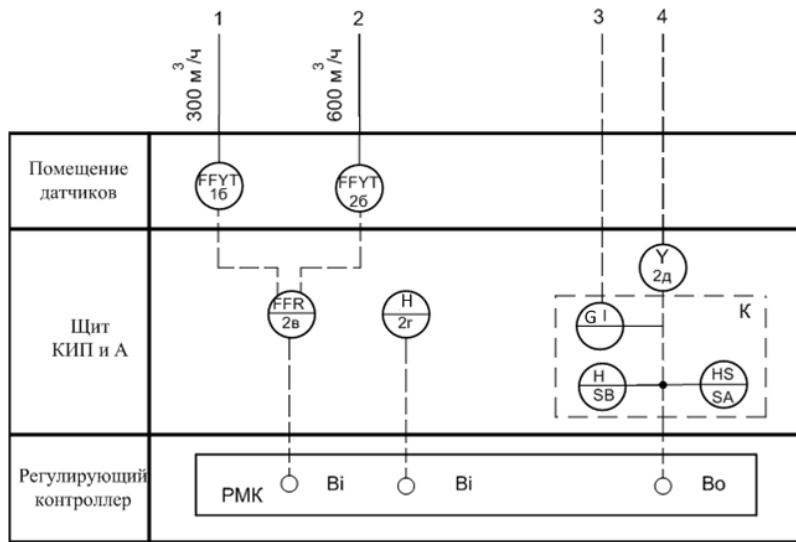 1 2 3 4
300 м³/ч 600 м³/ч
Помещение
датчиков
FFYT
1б
FFYT
2б
Щит
КИП и А
FFR
2в
H
2г
Y
2д
К
G I
H
SB
HS
SA
Регулирующий
контроллер
РМК
Bi
Bi
Bo